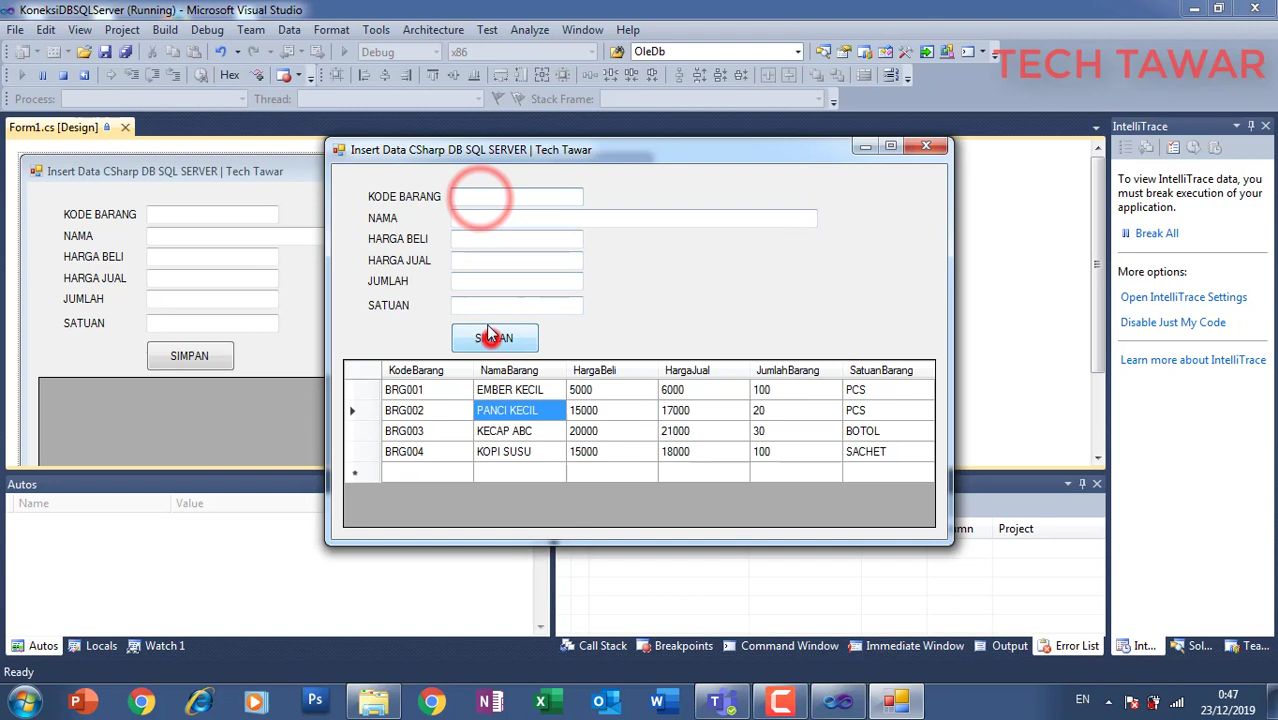 KoneksiDBSQLServer (Running) - Microsoft Visual Studio
File Edit View Project Build Debug Team Data Format Tools Architecture Test Analyze Window Help
Debug x86 OleDb
Hex
Process: Thread: Stack Frame:
TECH TAWAR
Form1.cs [Design]
Insert Data CSharp DB SQL SERVER | Tech Tawar
KODE BARANG
NAMA
HARGA BELI
HARGA JUAL
JUMLAH
SATUAN
SIMPAN
Insert Data CSharp DB SQL SERVER | Tech Tawar
KODE BARANG
NAMA
HARGA BELI
HARGA JUAL
JUMLAH
SATUAN
KodeBarang NamaBarang HargaBeli HargaJual JumlahBarang SatuanBarang
BRG001 EMBER KECIL 5000 6000 100 PCS
BRG002 PANCI KECIL 15000 17000 20 PCS
BRG003 KECAP ABC 20000 21000 30 BOTOL
BRG004 KOPI SUSU 15000 18000 100 SACHET
IntelliTrace
To view IntelliTrace data, you
must break execution of your
application.
Break All
More options:
Open IntelliTrace Settings
Disable Just My Code
Learn more about IntelliTrace
Autos
Name Value
Project
Autos Locals Watch 1
Call Stack Breakpoints Command Window Immediate Window Output Error List
Int... Sol... Tea...
Ready
EN
0:47
23/12/2019